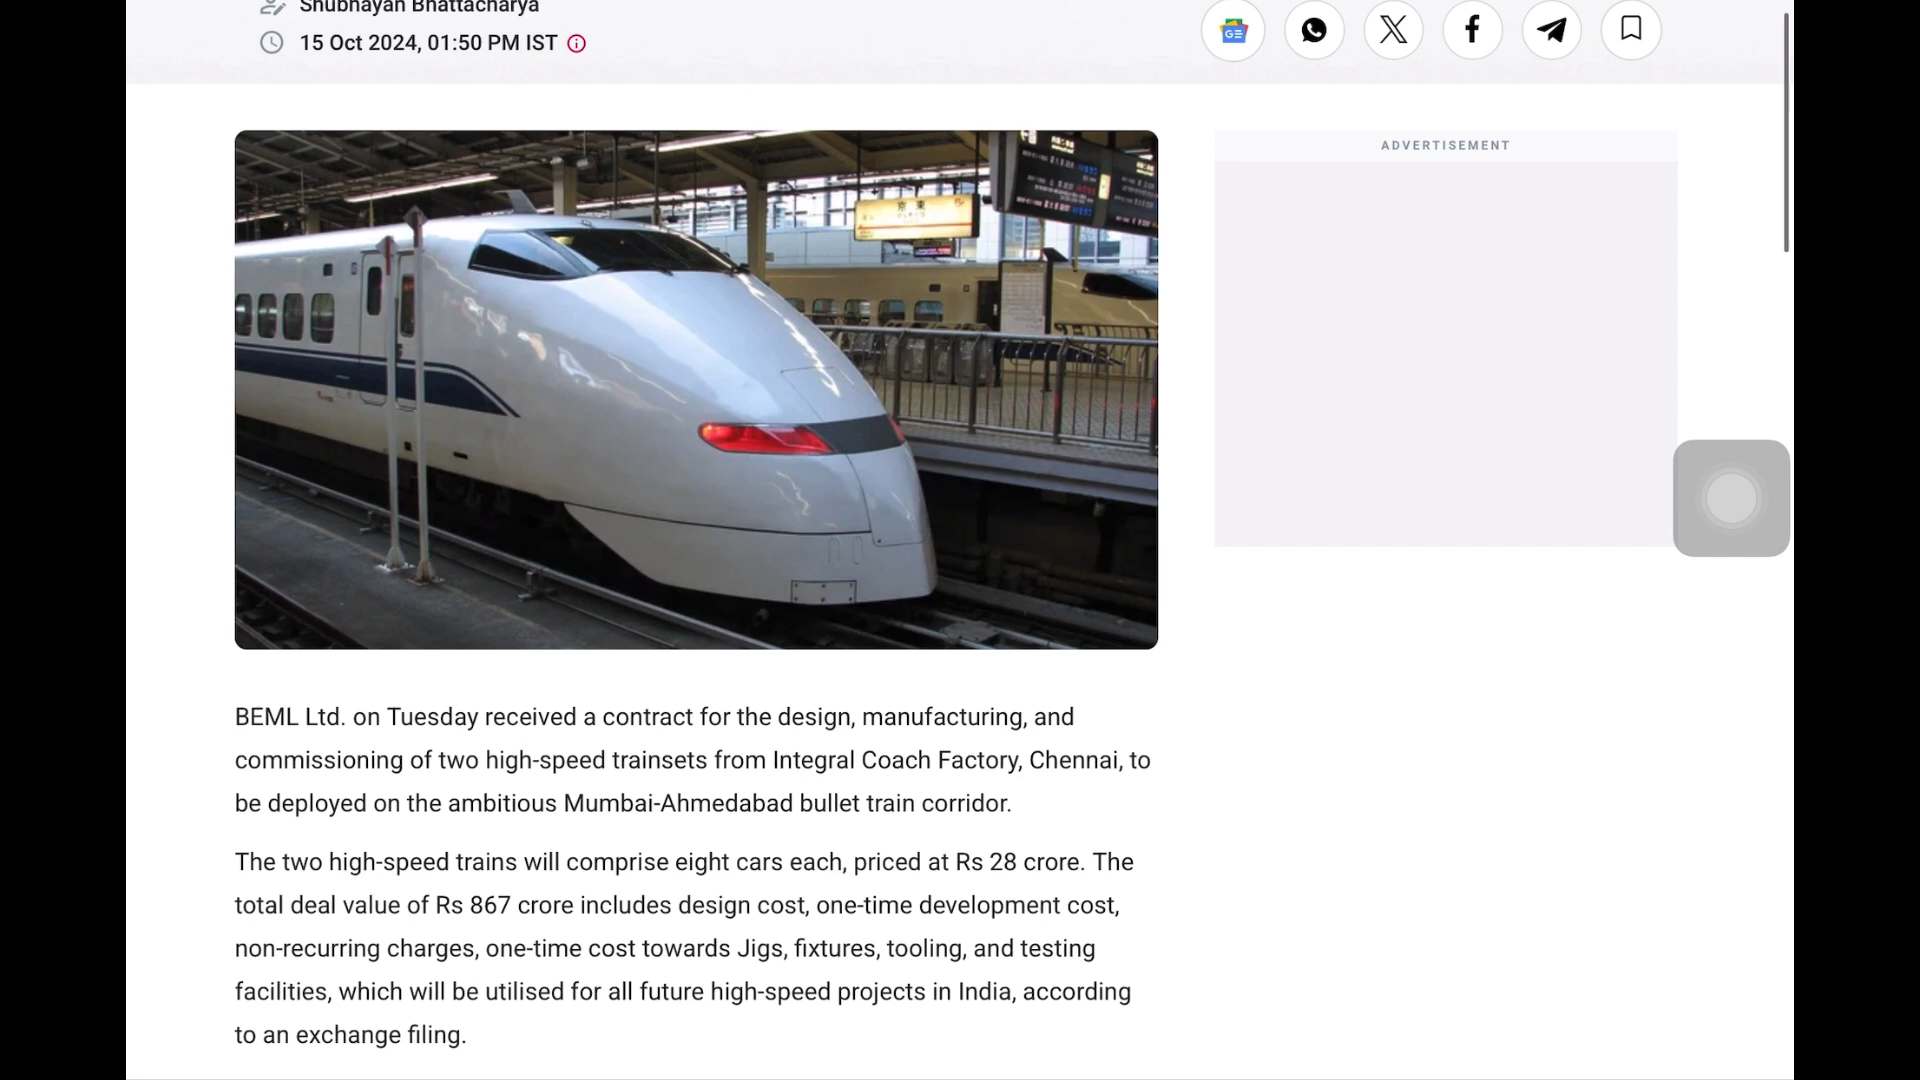 Shubhayan Bhattacharya
15 Oct 2024, 01:50 PM IST
GE
ADVERTISEMENT
京 東
BEML Ltd. on Tuesday received a contract for the design, manufacturing, and
commissioning of two high-speed trainsets from Integral Coach Factory, Chennai, to
be deployed on the ambitious Mumbai-Ahmedabad bullet train corridor.
The two high-speed trains will comprise eight cars each, priced at Rs 28 crore. The
total deal value of Rs 867 crore includes design cost, one-time development cost,
non-recurring charges, one-time cost towards Jigs, fixtures, tooling, and testing
facilities, which will be utilised for all future high-speed projects in India, according
to an exchange filing.